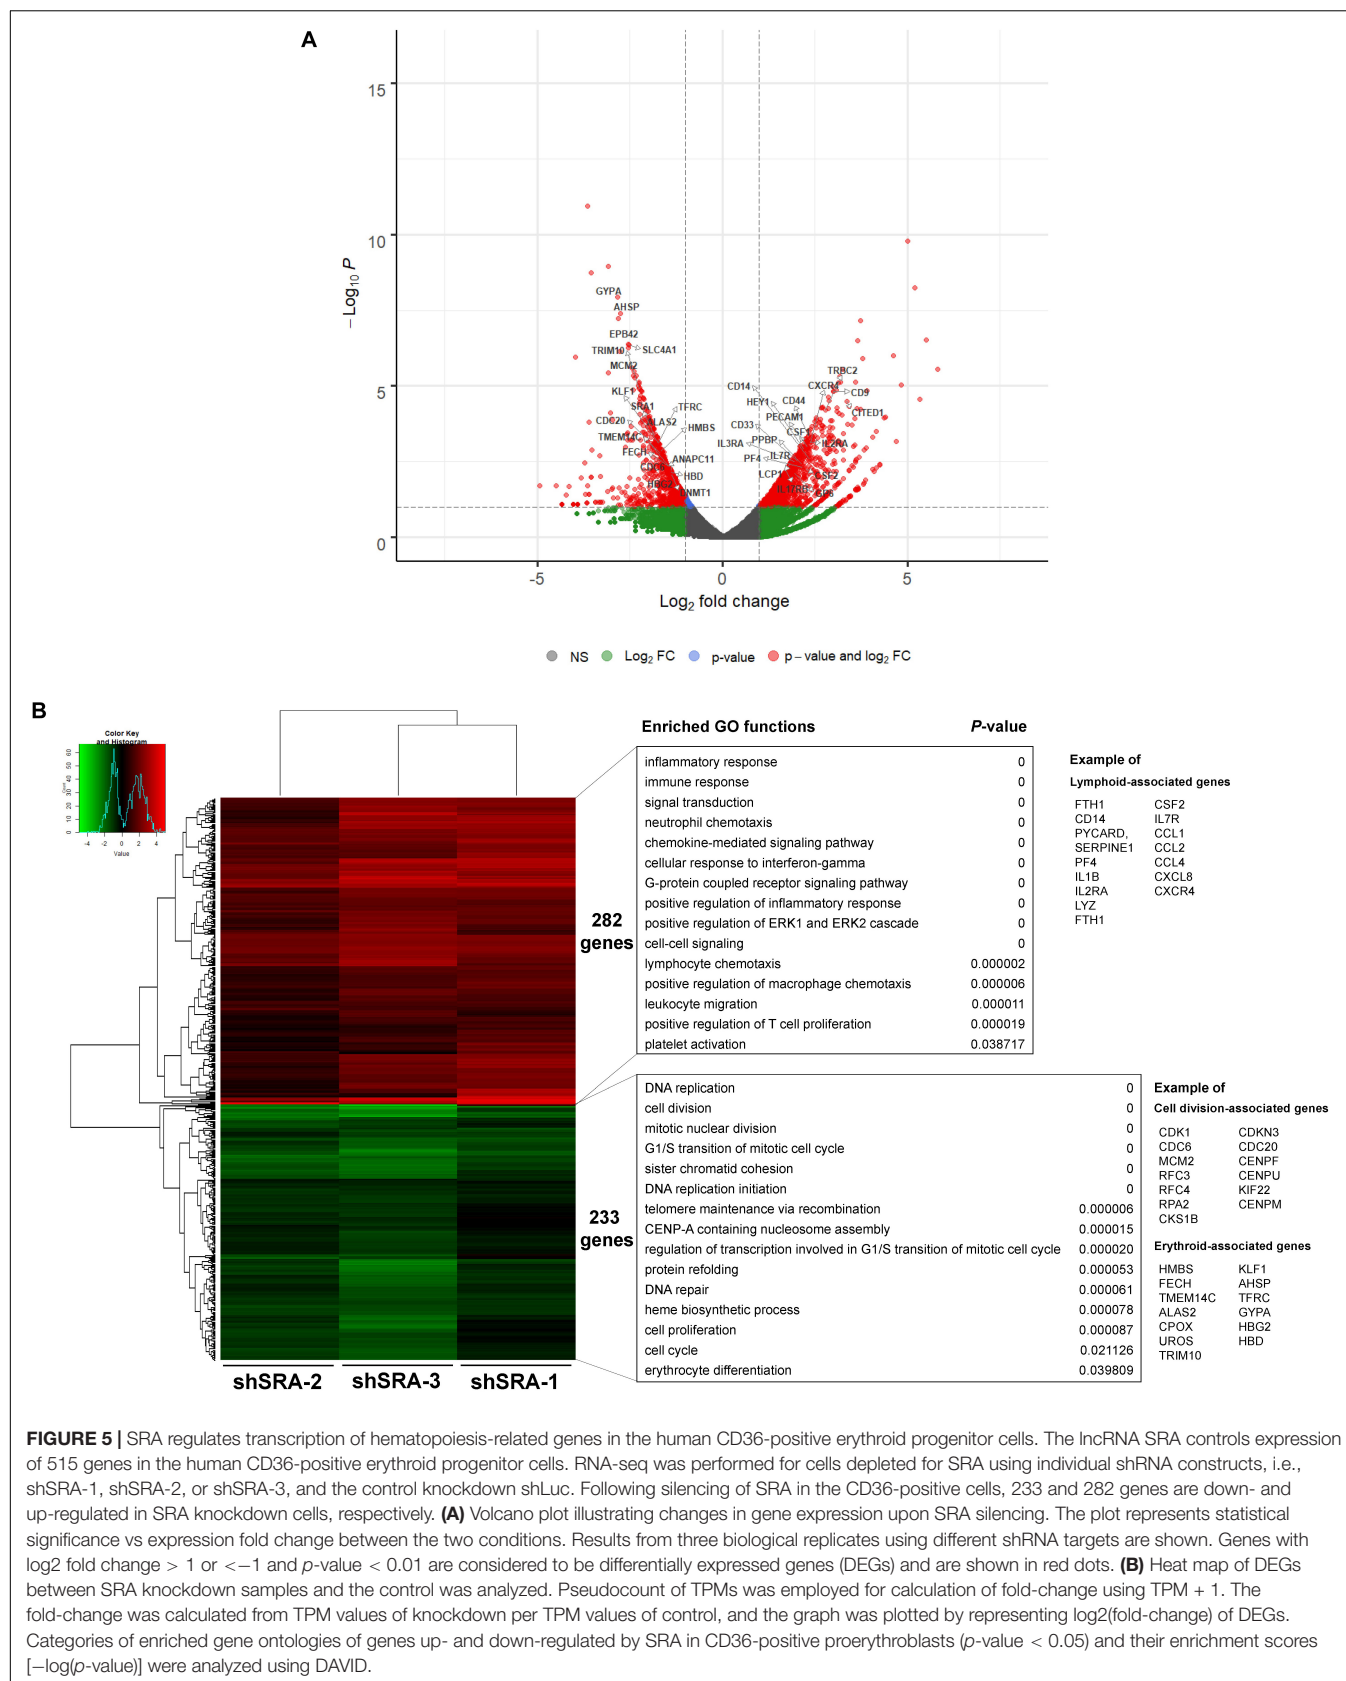 A
15
10
5
0
-5
0
5
−Log10 P
Log2 fold change
GYPA
AHSP
EPB42
TRIM10
SLC4A1
MCM2
KLF1
SRA1
TFRC
CDC20
ALAS2
HMBS
TMEM14C
FECH
ANAPC11
CDC6
HBD
HBG2
DNMT1
TRBC2
CD14
CXCR4
CD9
HEY1
CD44
CITED1
PECAM1
CD33
CSF1
IL3RA
PPBP
IL2RA
PF4
IL7R
LCP1
CSF2
IL17RB
GP6
NS
Log2 FC
p-value
p – value and log2 FC
B
Color Key
and Histogram
Count
0 10 20 30 40 50 60
-4 -2 0 2 4
Value
shSRA-2 shSRA-3 shSRA-1
282
genes
233
genes
Enriched GO functions P-value
inflammatory response 0
immune response 0
signal transduction 0
neutrophil chemotaxis 0
chemokine-mediated signaling pathway 0
cellular response to interferon-gamma 0
G-protein coupled receptor signaling pathway 0
positive regulation of inflammatory response 0
positive regulation of ERK1 and ERK2 cascade 0
cell-cell signaling 0
lymphocyte chemotaxis 0.000002
positive regulation of macrophage chemotaxis 0.000006
leukocyte migration 0.000011
positive regulation of T cell proliferation 0.000019
platelet activation 0.038717
Example of
Lymphoid-associated genes
FTH1 CSF2
CD14 IL7R
PYCARD, CCL1
SERPINE1 CCL2
PF4 CCL4
IL1B CXCL8
IL2RA CXCR4
LYZ
FTH1
DNA replication 0
cell division 0
mitotic nuclear division 0
G1/S transition of mitotic cell cycle 0
sister chromatid cohesion 0
DNA replication initiation 0
telomere maintenance via recombination 0.000006
CENP-A containing nucleosome assembly 0.000015
regulation of transcription involved in G1/S transition of mitotic cell cycle 0.000020
protein refolding 0.000053
DNA repair 0.000061
heme biosynthetic process 0.000078
cell proliferation 0.000087
cell cycle 0.021126
erythrocyte differentiation 0.039809
Example of
Cell division-associated genes
CDK1 CDKN3
CDC6 CDC20
MCM2 CENPF
RFC3 CENPU
RFC4 KIF22
RPA2 CENPM
CKS1B
Erythroid-associated genes
HMBS KLF1
FECH AHSP
TMEM14C TFRC
ALAS2 GYPA
CPOX HBG2
UROS HBD
TRIM10
FIGURE 5 | SRA regulates transcription of hematopoiesis-related genes in the human CD36-positive erythroid progenitor cells. The lncRNA SRA controls expression
of 515 genes in the human CD36-positive erythroid progenitor cells. RNA-seq was performed for cells depleted for SRA using individual shRNA constructs, i.e.,
shSRA-1, shSRA-2, or shSRA-3, and the control knockdown shLuc. Following silencing of SRA in the CD36-positive cells, 233 and 282 genes are down- and
up-regulated in SRA knockdown cells, respectively. (A) Volcano plot illustrating changes in gene expression upon SRA silencing. The plot represents statistical
significance vs expression fold change between the two conditions. Results from three biological replicates using different shRNA targets are shown. Genes with
log2 fold change > 1 or <−1 and p-value < 0.01 are considered to be differentially expressed genes (DEGs) and are shown in red dots. (B) Heat map of DEGs
between SRA knockdown samples and the control was analyzed. Pseudocount of TPMs was employed for calculation of fold-change using TPM + 1. The
fold-change was calculated from TPM values of knockdown per TPM values of control, and the graph was plotted by representing log2(fold-change) of DEGs.
Categories of enriched gene ontologies of genes up- and down-regulated by SRA in CD36-positive proerythroblasts (p-value < 0.05) and their enrichment scores
[−log(p-value)] were analyzed using DAVID.